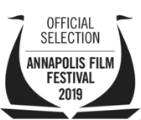 OFFICIAL
SELECTION
ANNAPOLIS FILM
FESTIVAL
2019